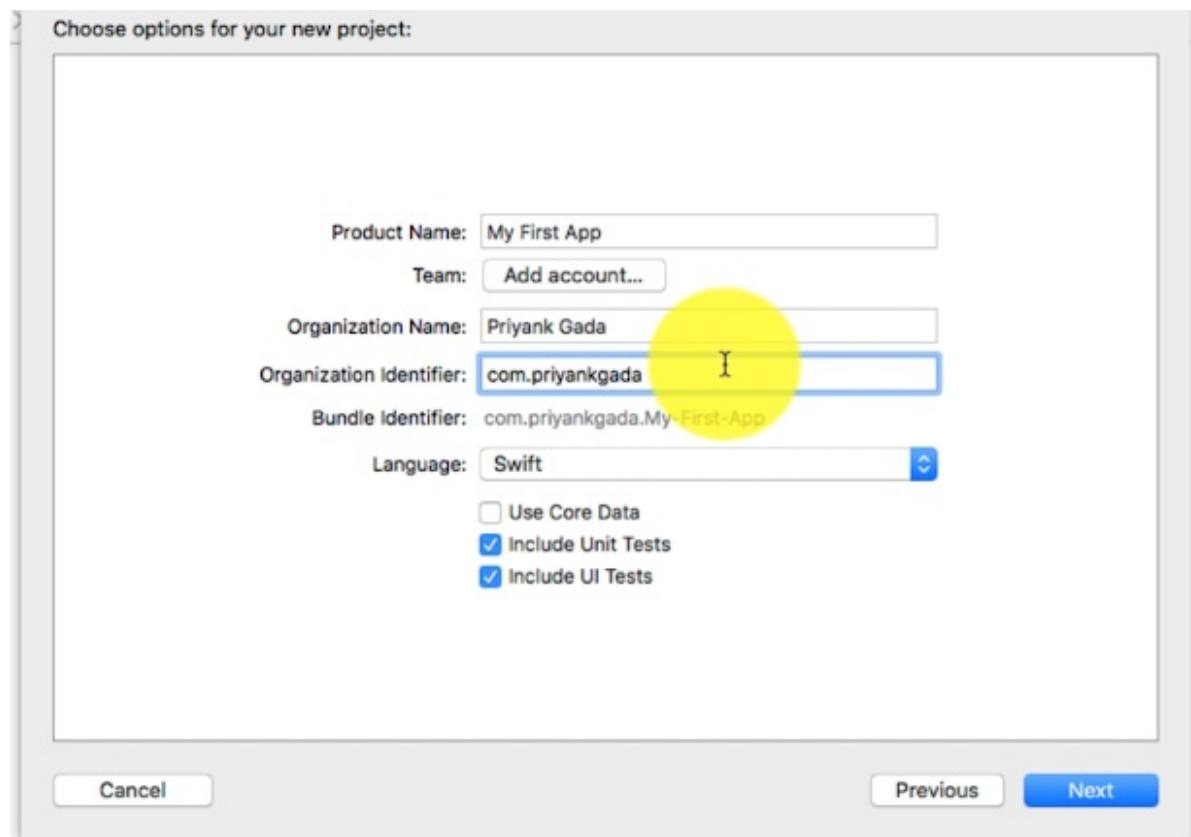 Choose options for your new project:
Product Name: My First App
Team: Add account...
Organization Name: Priyank Gada
Organization Identifier: com.priyankgada
Bundle Identifier: com.priyankgada.My-First-App
Language: Swift
Use Core Data
Include Unit Tests
Include UI Tests
Cancel Previous Next